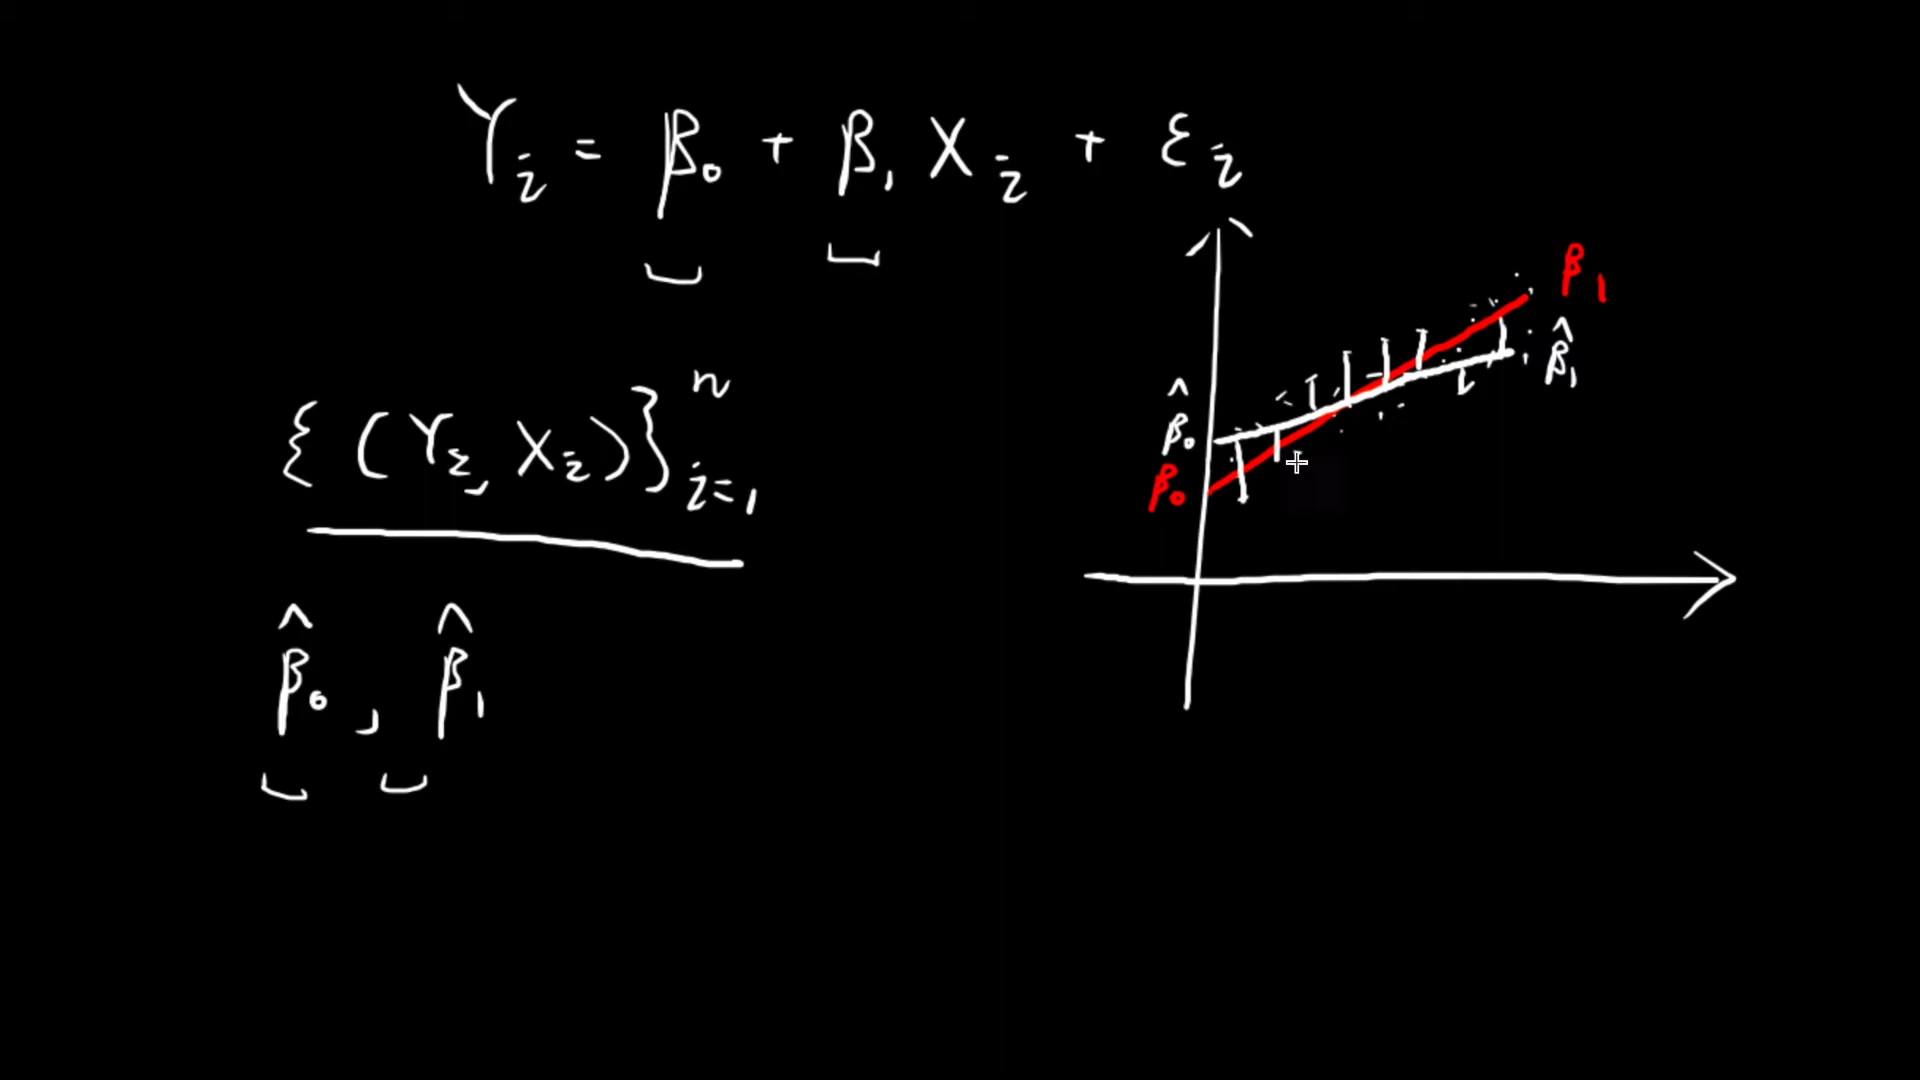 Yᵢ = β₀ + β₁ Xᵢ + εᵢ
{(Yᵢ, Xᵢ)}ⁿᵢ₌₁
β̂₀, β̂₁
β₁
β̂₁
β̂₀
β₀